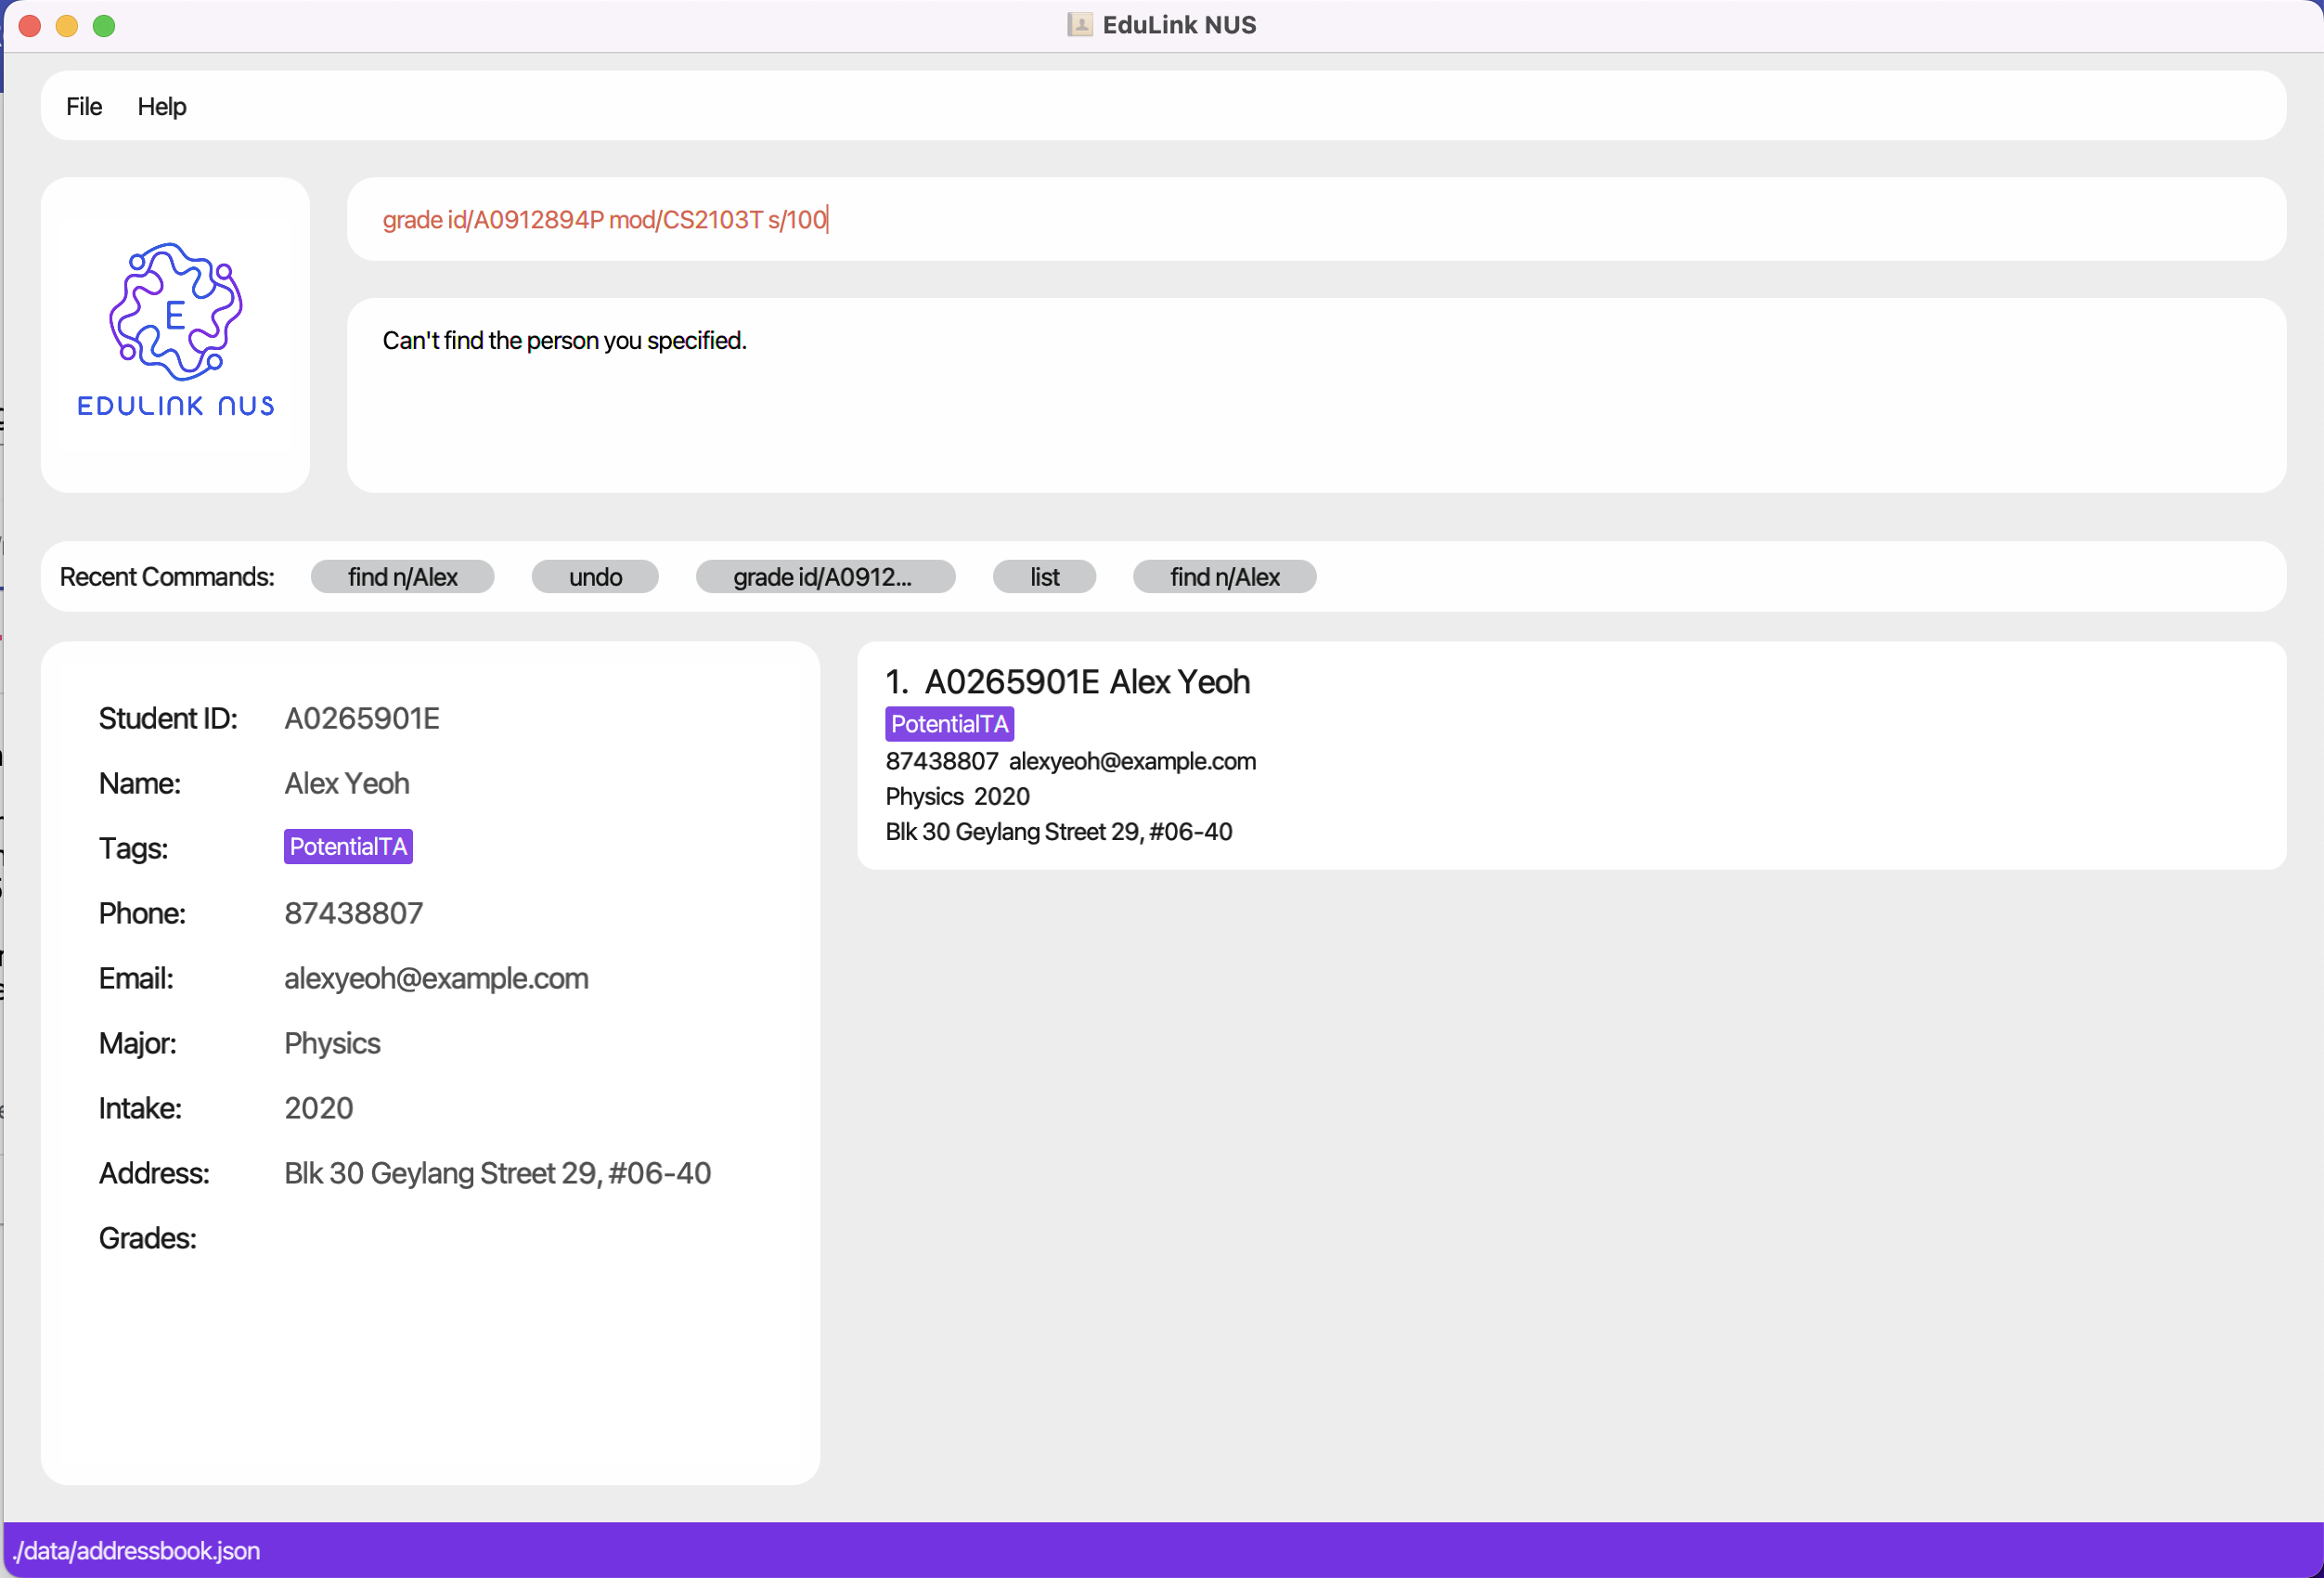 EduLink NUS
File Help
grade id/A0912894P mod/CS2103T s/100
E
EDULINK NUS
Can't find the person you specified.
Recent Commands: find n/Alex undo grade id/A0912... list find n/Alex
Student ID: A0265901E
Name: Alex Yeoh
Tags: PotentialTA
Phone: 87438807
Email: alexyeoh@example.com
Major: Physics
Intake: 2020
Address: Blk 30 Geylang Street 29, #06-40
Grades:
1. A0265901E Alex Yeoh
PotentialTA
87438807 alexyeoh@example.com
Physics 2020
Blk 30 Geylang Street 29, #06-40
./data/addressbook.json